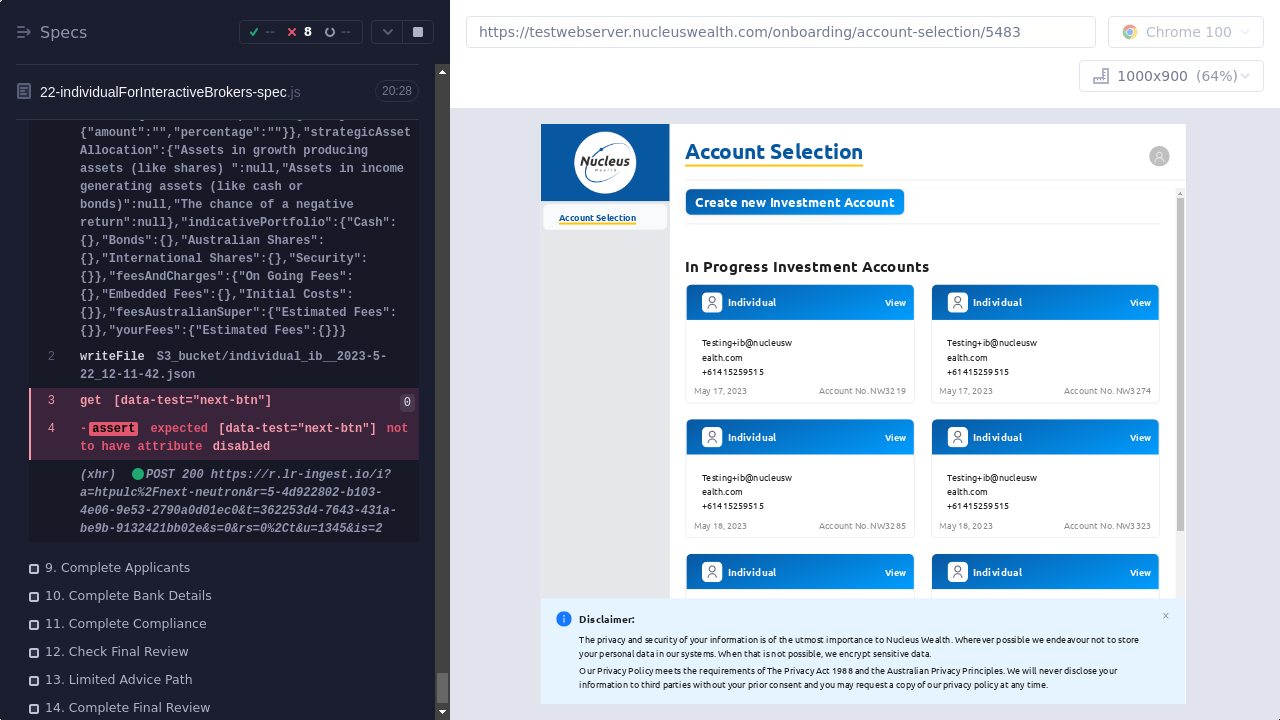 Specs
--
8
--
https://testwebserver.nucleuswealth.com/onboarding/account-selection/5483
Chrome 100
1000x900 (64%)
22-individualForInteractiveBrokers-spec.js
20:28
{"amount":"","percentage":""}},"strategicAsset
Allocation":{"Assets in growth producing
assets (like shares) ":null,"Assets in income
generating assets (like cash or
bonds)":null,"The chance of a negative
return":null},"indicativePortfolio":{"Cash":
{},"Bonds":{},"Australian Shares":
{},"International Shares":{},"Security":
{}},"feesAndCharges":{"On Going Fees":
{},"Embedded Fees":{},"Initial Costs":
{}},"feesAustralianSuper":{"Estimated Fees":
{}},"yourFees":{"Estimated Fees":{}}}
2 writeFile S3_bucket/individual_ib__2023-5-
22_12-11-42.json
3 get [data-test="next-btn"] 0
4 -assert expected [data-test="next-btn"] not
to have attribute disabled
(xhr) POST 200 https://r.lr-ingest.io/i?
a=htpulc%2Fnext-neutron&r=5-4d922802-b103-
4e06-9e53-2790a0d01ec0&t=362253d4-7643-431a-
be9b-9132421bb02e&s=0&rs=0%2Ct&u=1345&is=2
9. Complete Applicants
10. Complete Bank Details
11. Complete Compliance
12. Check Final Review
13. Limited Advice Path
14. Complete Final Review
Nucleus
Wealth
Account Selection
Account Selection
Create new Investment Account
In Progress Investment Accounts
Individual View
Testing+ib@nucleusw
ealth.com
+61415259515
May 17, 2023 Account No. NW3219
Individual View
Testing+ib@nucleusw
ealth.com
+61415259515
May 17, 2023 Account No. NW3274
Individual View
Testing+ib@nucleusw
ealth.com
+61415259515
May 18, 2023 Account No. NW3285
Individual View
Testing+ib@nucleusw
ealth.com
+61415259515
May 18, 2023 Account No. NW3323
Individual View
Individual View
Disclaimer:
The privacy and security of your information is of the utmost importance to Nucleus Wealth. Wherever possible we endeavour not to store
your personal data in our systems. When that is not possible, we encrypt sensitive data.
Our Privacy Policy meets the requirements of The Privacy Act 1988 and the Australian Privacy Principles. We will never disclose your
information to third parties without your prior consent and you may request a copy of our privacy policy at any time.